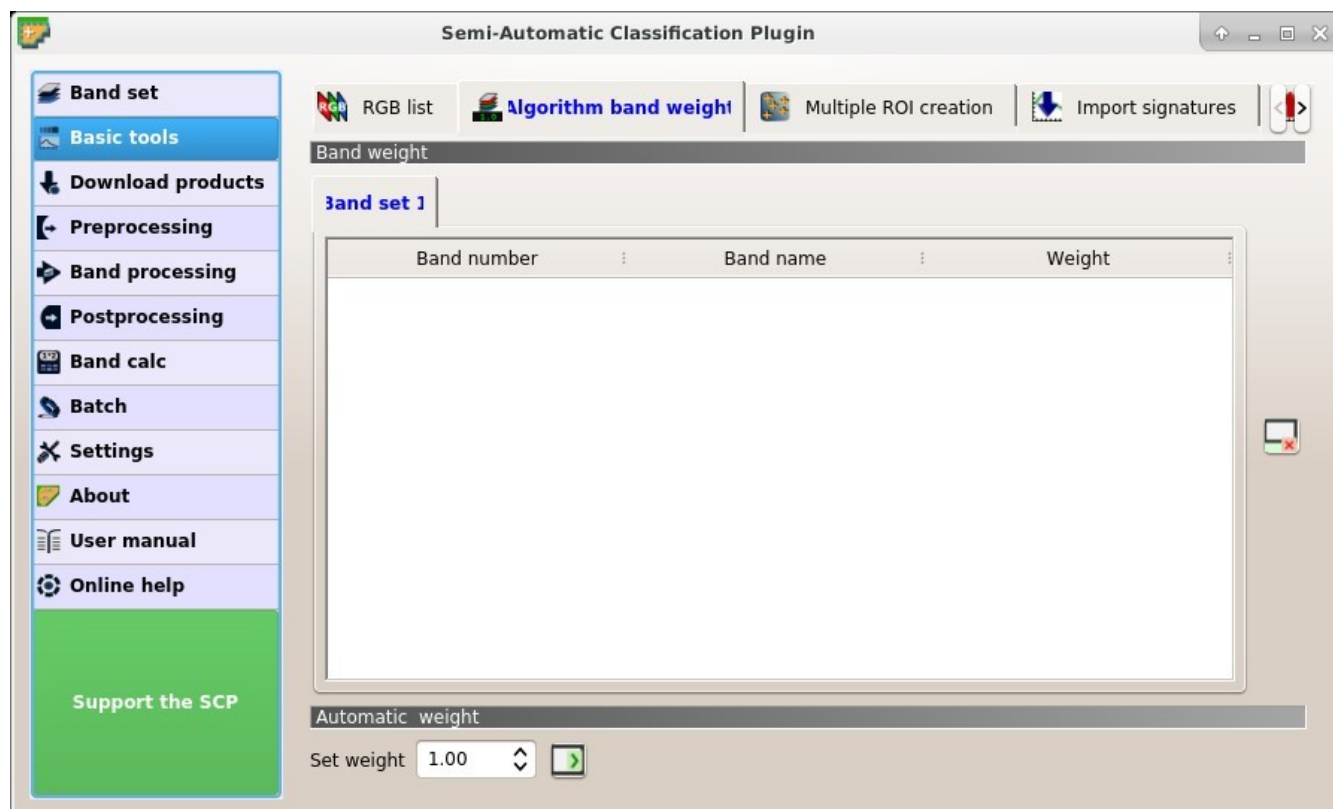 Semi-Automatic Classification Plugin
Band set
Basic tools
Download products
Preprocessing
Band processing
Postprocessing
Band calc
Batch
Settings
About
User manual
Online help
Support the SCP
RGB list
Algorithm band weight
Multiple ROI creation
Import signatures
Band weight
Band set 1
Band number Band name Weight
Automatic weight
Set weight 1.00